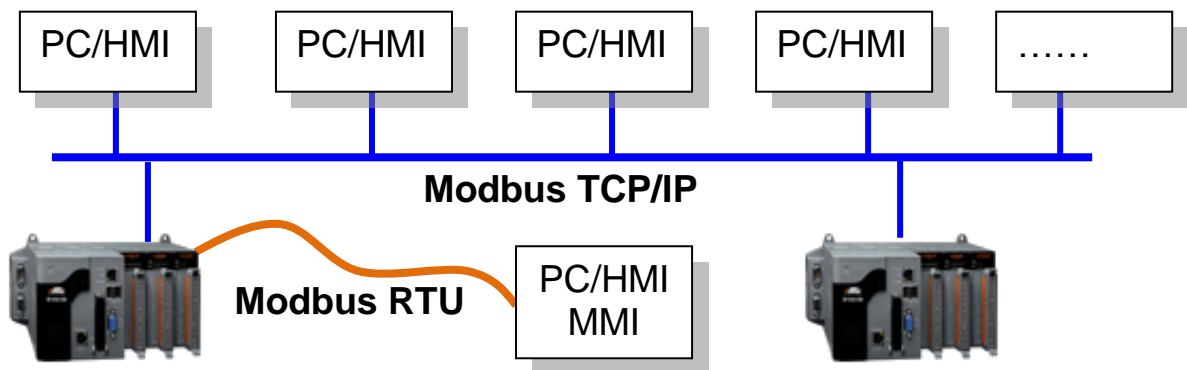 PC/HMI PC/HMI PC/HMI PC/HMI ......
Modbus TCP/IP
Modbus RTU
PC/HMI
MMI